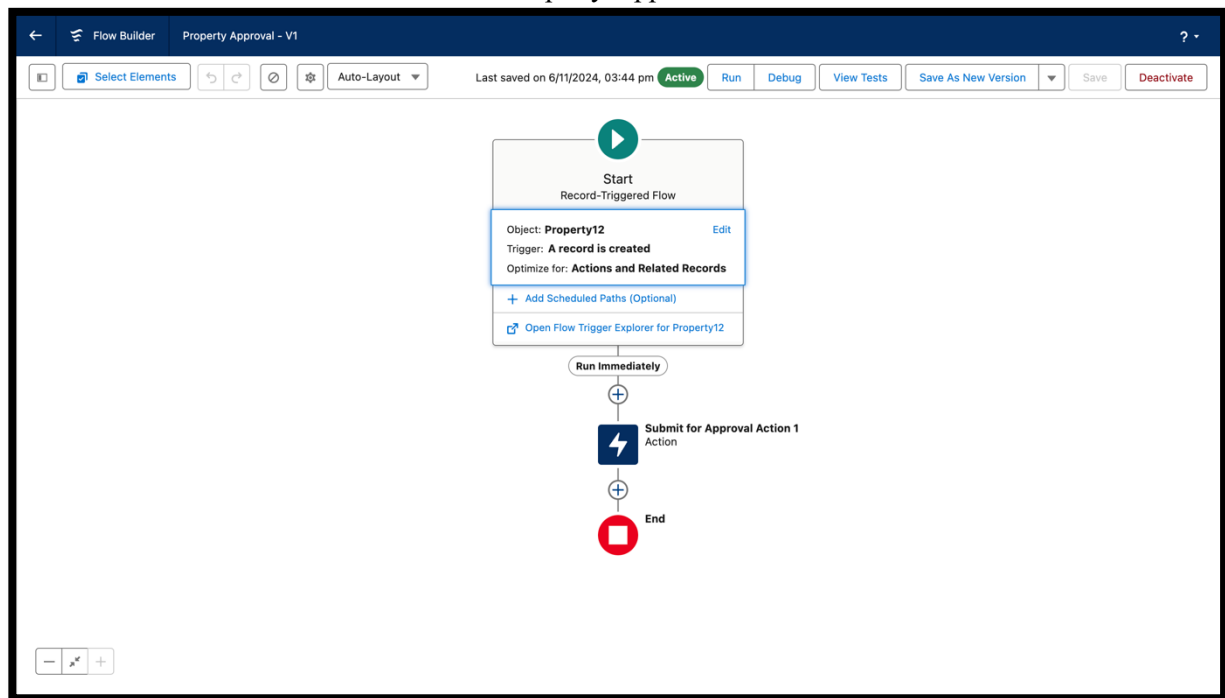 Flow Builder Property Approval - V1 ?
Select Elements Auto-Layout Last saved on 6/11/2024, 03:44 pm Active Run Debug View Tests Save As New Version Save Deactivate
Start
Record-Triggered Flow
Object: Property12 Edit
Trigger: A record is created
Optimize for: Actions and Related Records
+ Add Scheduled Paths (Optional)
Open Flow Trigger Explorer for Property12
Run Immediately
Submit for Approval Action 1
Action
End